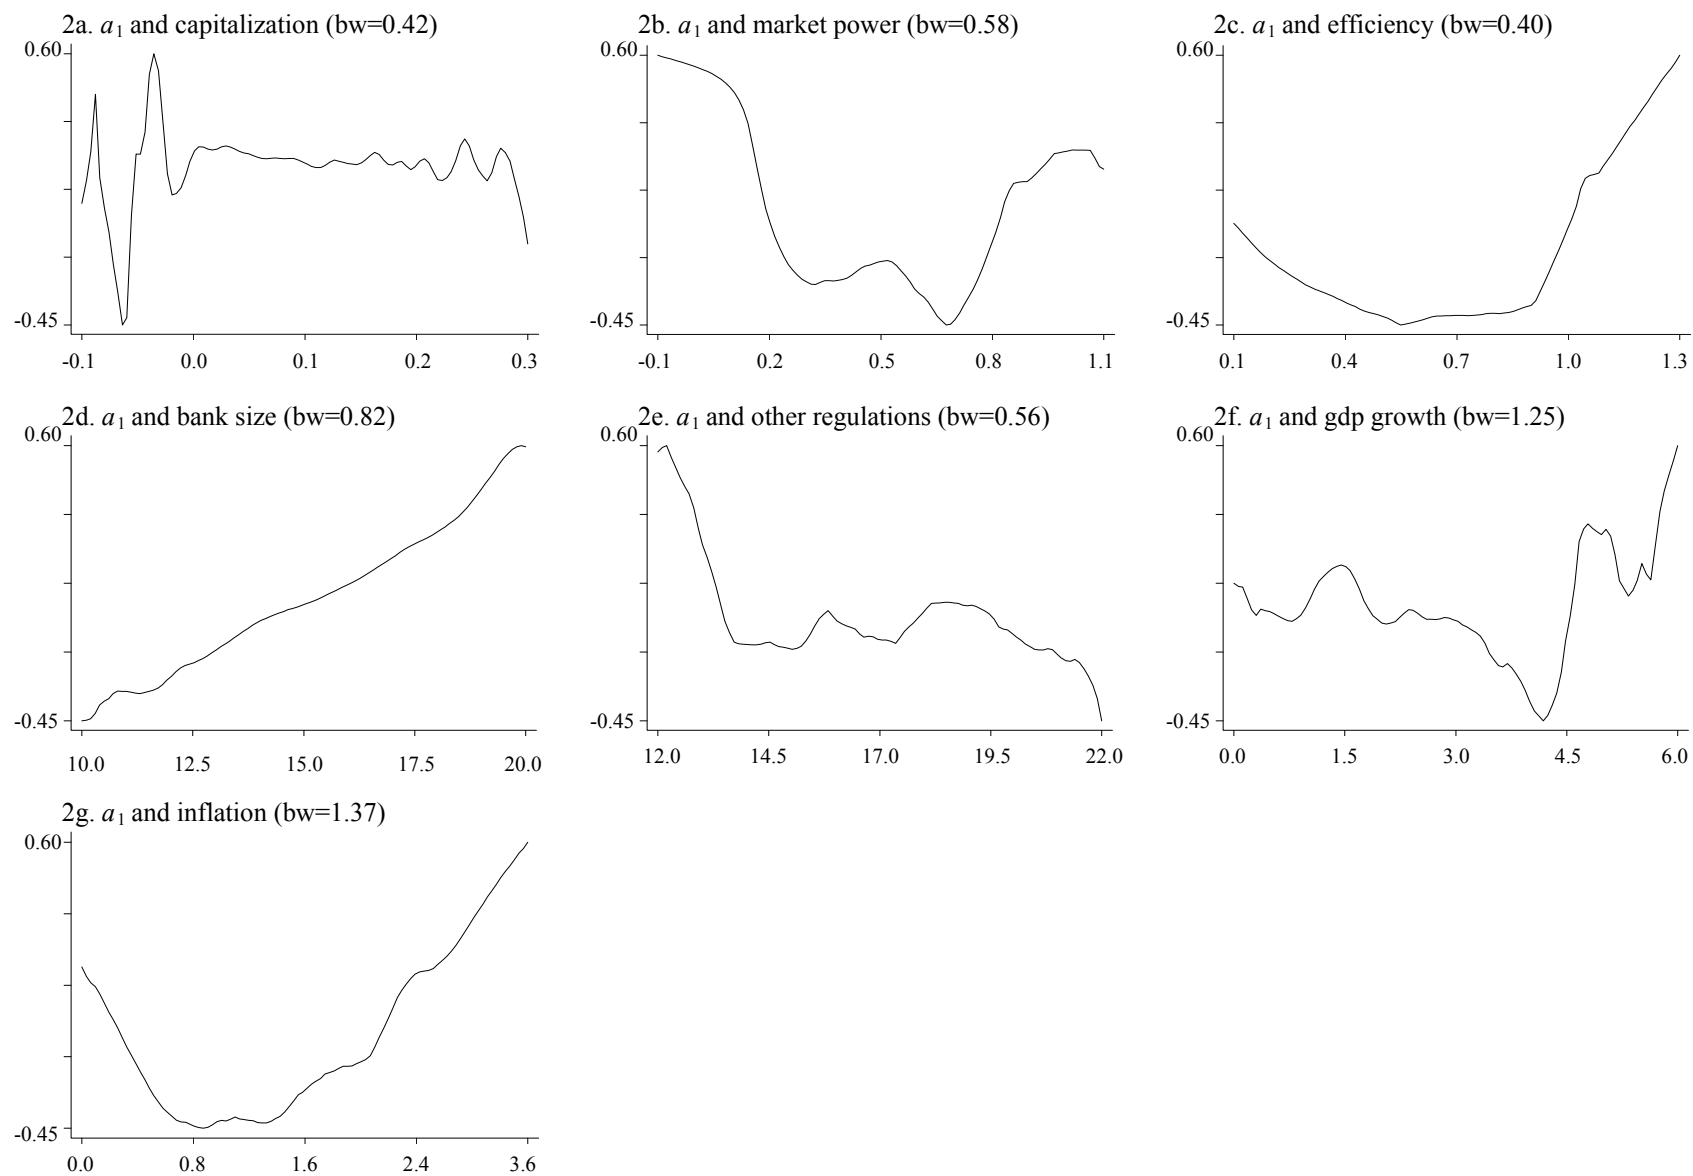 2a. a1 and capitalization (bw=0.42)
0.60
-0.45
-0.1 0.0 0.1 0.2 0.3
2b. a1 and market power (bw=0.58)
0.60
-0.45
-0.1 0.2 0.5 0.8 1.1
2c. a1 and efficiency (bw=0.40)
0.60
-0.45
0.1 0.4 0.7 1.0 1.3
2d. a1 and bank size (bw=0.82)
0.60
-0.45
10.0 12.5 15.0 17.5 20.0
2e. a1 and other regulations (bw=0.56)
0.60
-0.45
12.0 14.5 17.0 19.5 22.0
2f. a1 and gdp growth (bw=1.25)
0.60
-0.45
0.0 1.5 3.0 4.5 6.0
2g. a1 and inflation (bw=1.37)
0.60
-0.45
0.0 0.8 1.6 2.4 3.6